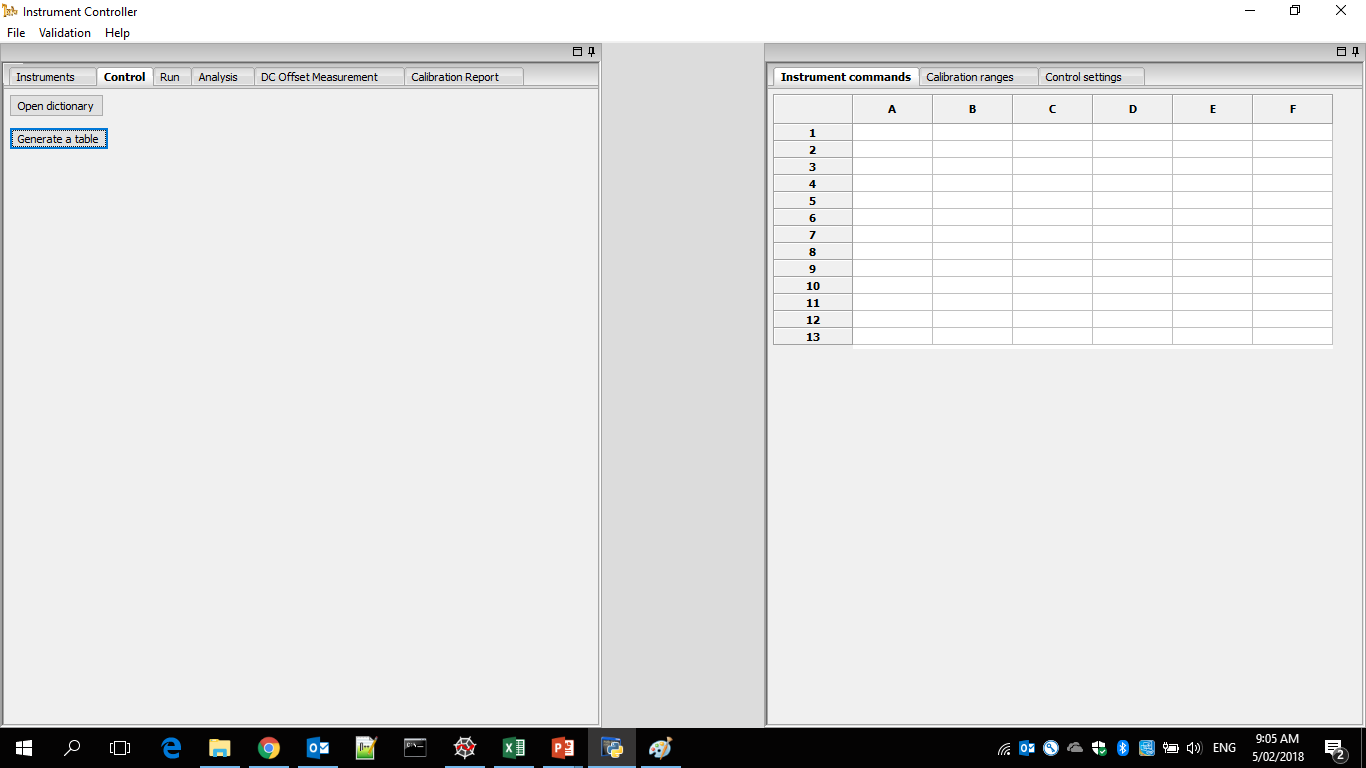 Instrument Controller
File Validation Help
Instruments Control Run Analysis DC Offset Measurement Calibration Report
Open dictionary
Generate a table
Instrument commands Calibration ranges Control settings
A B C D E F
1
2
3
4
5
6
7
8
9
10
11
12
13
ENG
9:05 AM
5/02/2018
2